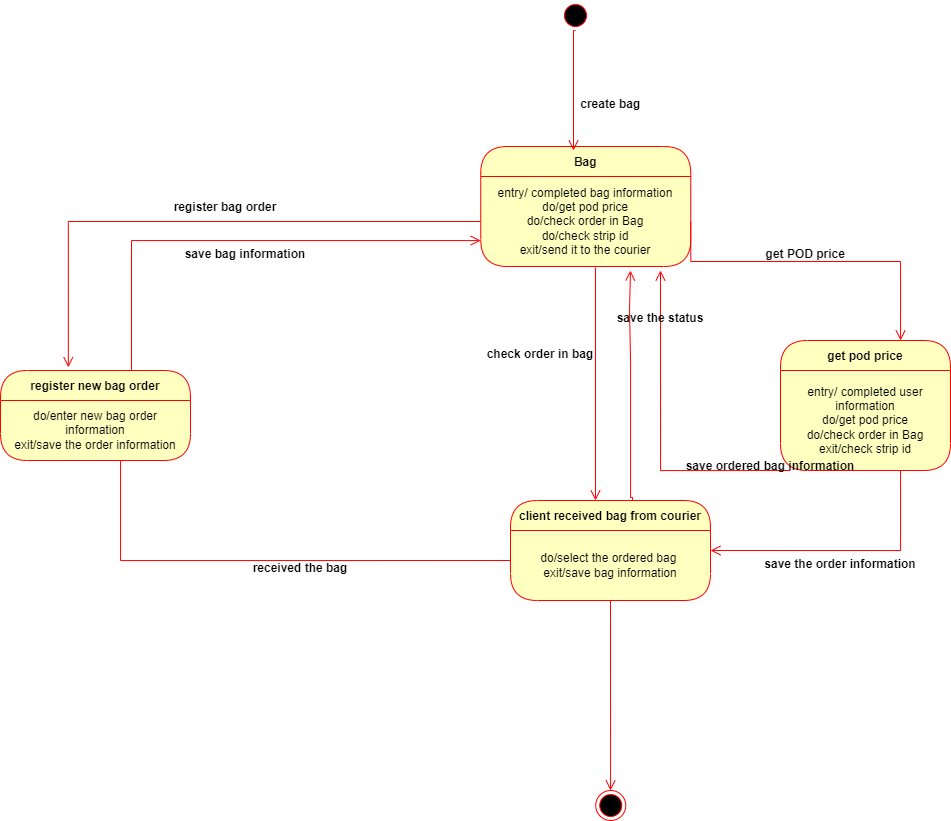 create bag
Bag
entry/ completed bag information
do/get pod price
do/check order in Bag
do/check strip id
exit/send it to the courier
register bag order
save bag information
get POD price
save the status
check order in bag
get pod price
entry/ completed user
information
do/get pod price
do/check order in Bag
exit/check strip id
register new bag order
do/enter new bag order
information
exit/save the order information
save ordered bag information
client received bag from courier
do/select the ordered bag
exit/save bag information
received the bag
save the order information